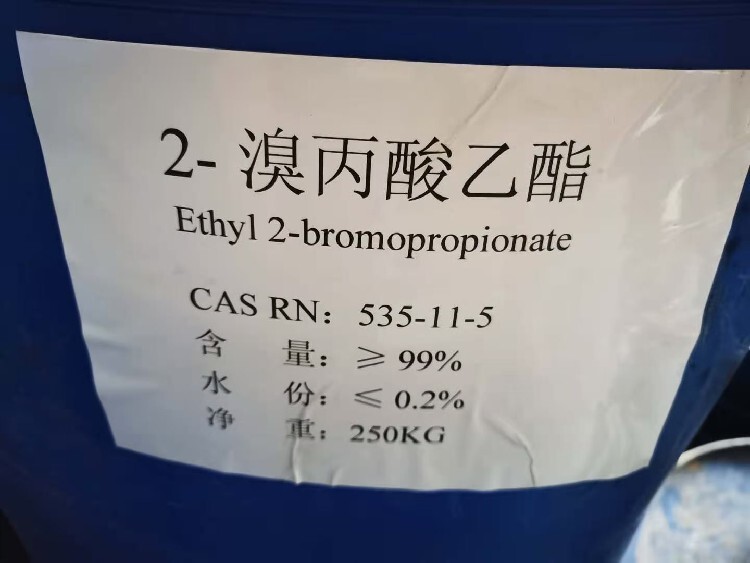 2-溴丙酸乙酯
Ethyl 2-bromopropionate
CAS RN：535-11-5
含 量：≥ 99%
水 份：≤ 0.2%
净 重：250KG